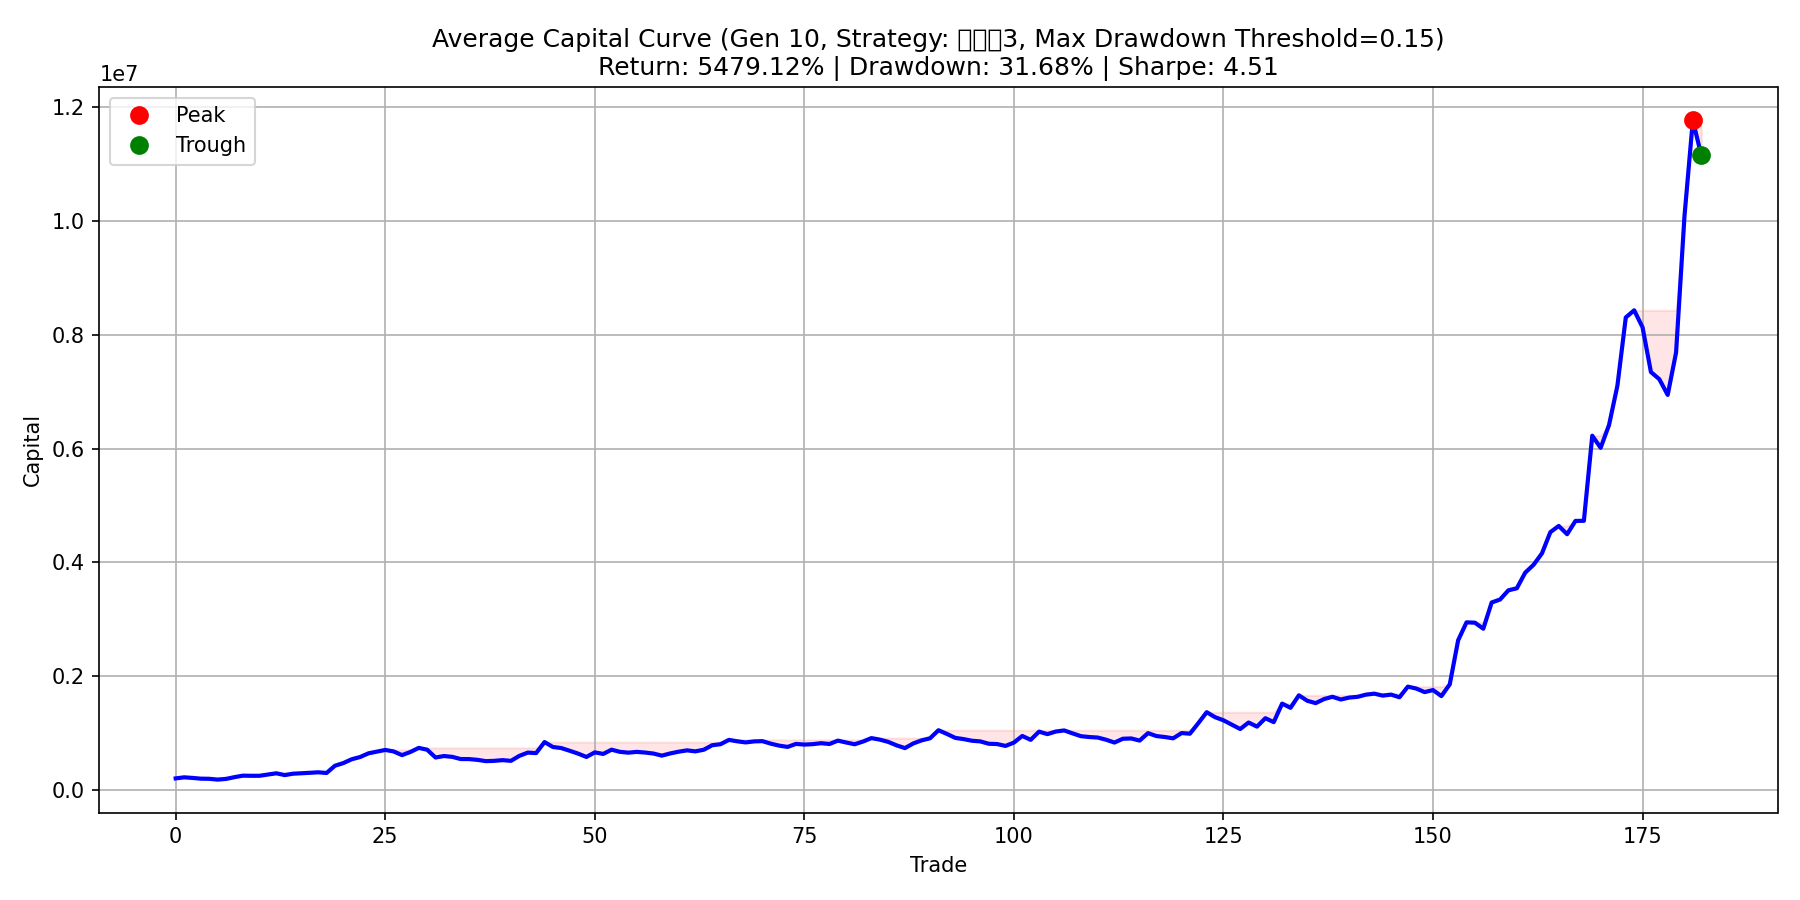 Average Capital Curve (Gen 10, Strategy: 3, Max Drawdown Threshold=0.15)
Return: 5479.12% | Drawdown: 31.68% | Sharpe: 4.51
1e7
Peak
Trough
1.2
1.0
0.8
0.6
0.4
0.2
0.0
Capital
0 25 50 75 100 125 150 175
Trade